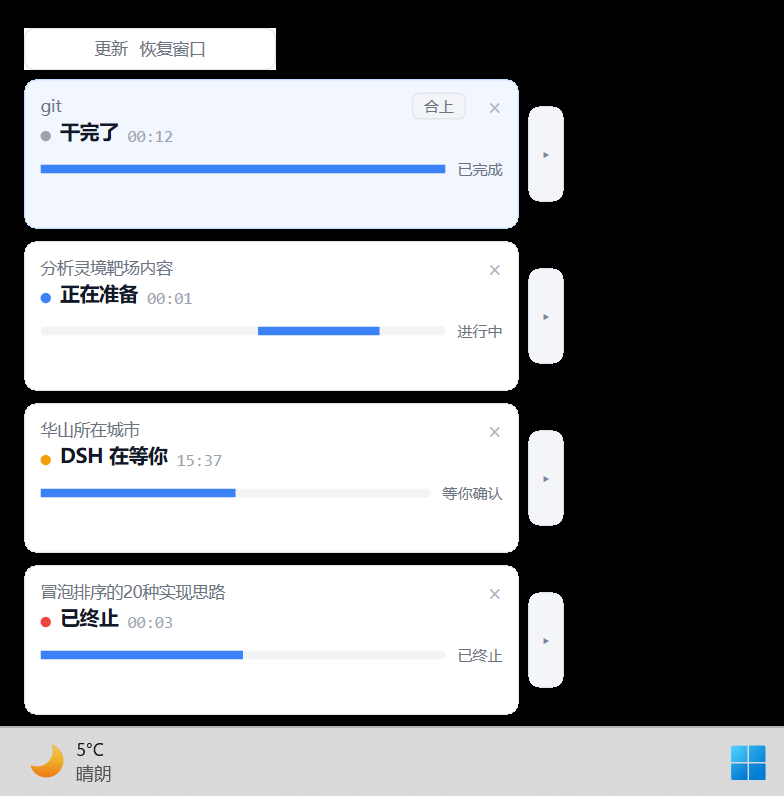 更新 恢复窗口
git 合上 ×
干完了 00:12
已完成
分析灵境靶场内容 ×
正在准备 00:01
进行中
华山所在城市 ×
DSH 在等你 15:37
等你确认
冒泡排序的20种实现思路 ×
已终止 00:03
已终止
5°C
晴朗